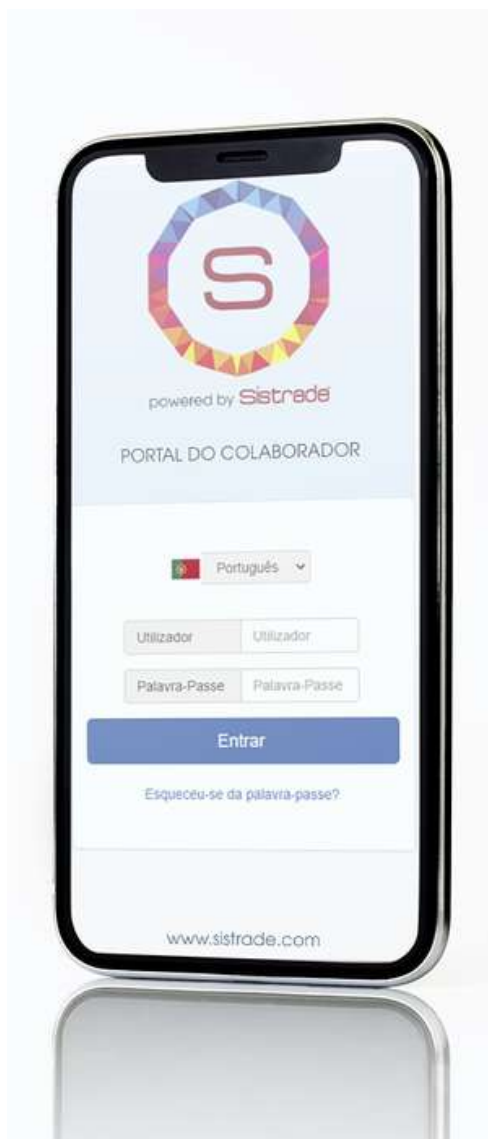 S
powered by Sistrade
PORTAL DO COLABORADOR
Português
Utilizador Utilizador
Palavra-Passe Palavra-Passe
Entrar
Esqueceu-se da palavra-passe?
www.sistrade.com